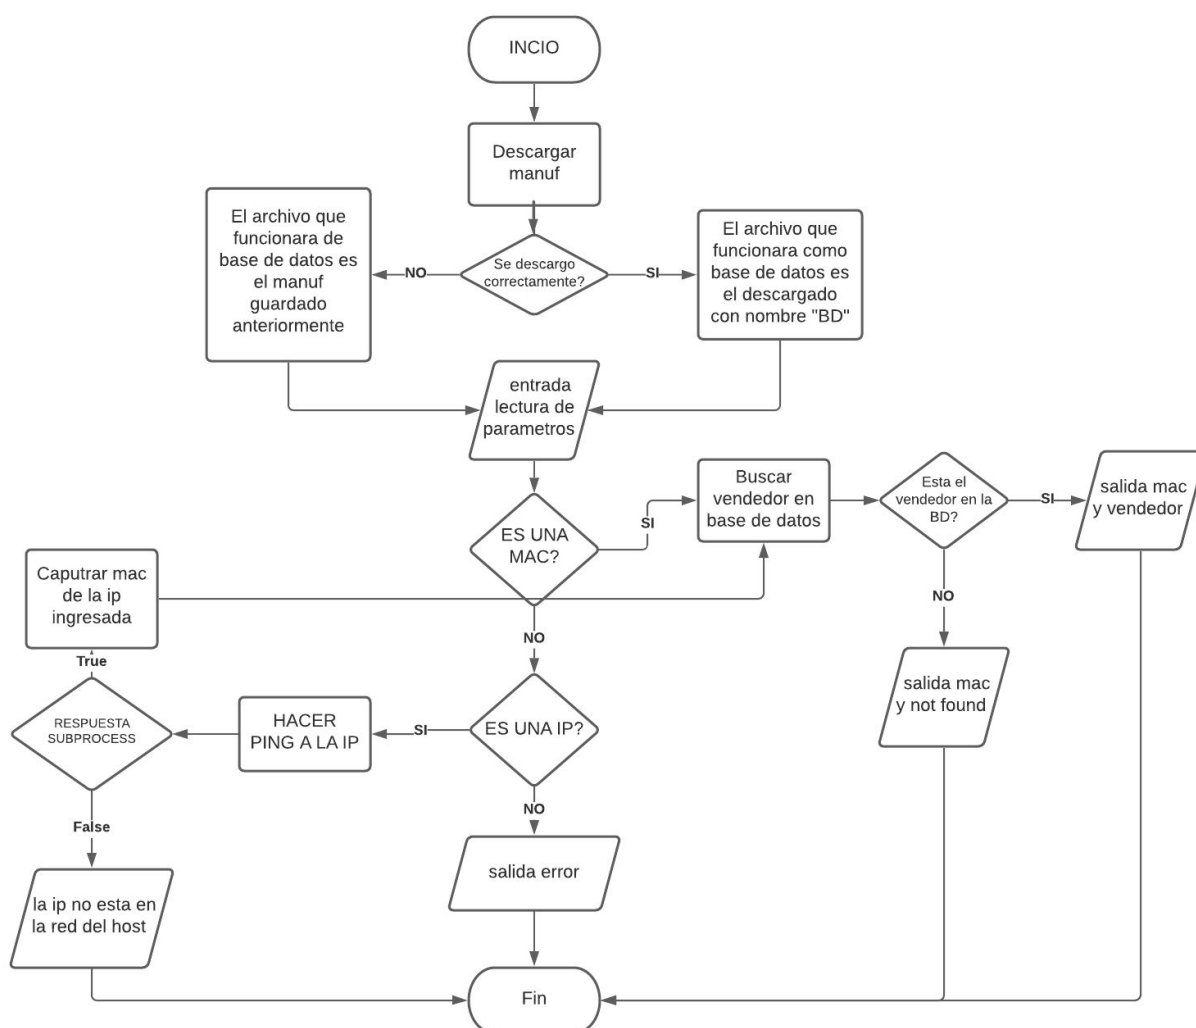 INCIO
Descargar
manuf
El archivo que
funcionara de
base de datos es
el manuf
guardado
anteriormente
NO
Se descargo
correctamente?
SI
El archivo que
funcionara como
base de datos es
el descargado
con nombre "BD"
entrada
lectura de
parametros
ES UNA
MAC?
SI
Buscar
vendedor en
base de datos
Esta el
vendedor en la
BD?
SI
salida mac
y vendedor
NO
salida mac
y not found
Caputrar mac
de la ip
ingresada
True
RESPUESTA
SUBPROCESS
HACER
PING A LA IP
SI
NO
ES UNA IP?
NO
salida error
False
la ip no esta en
la red del host
Fin